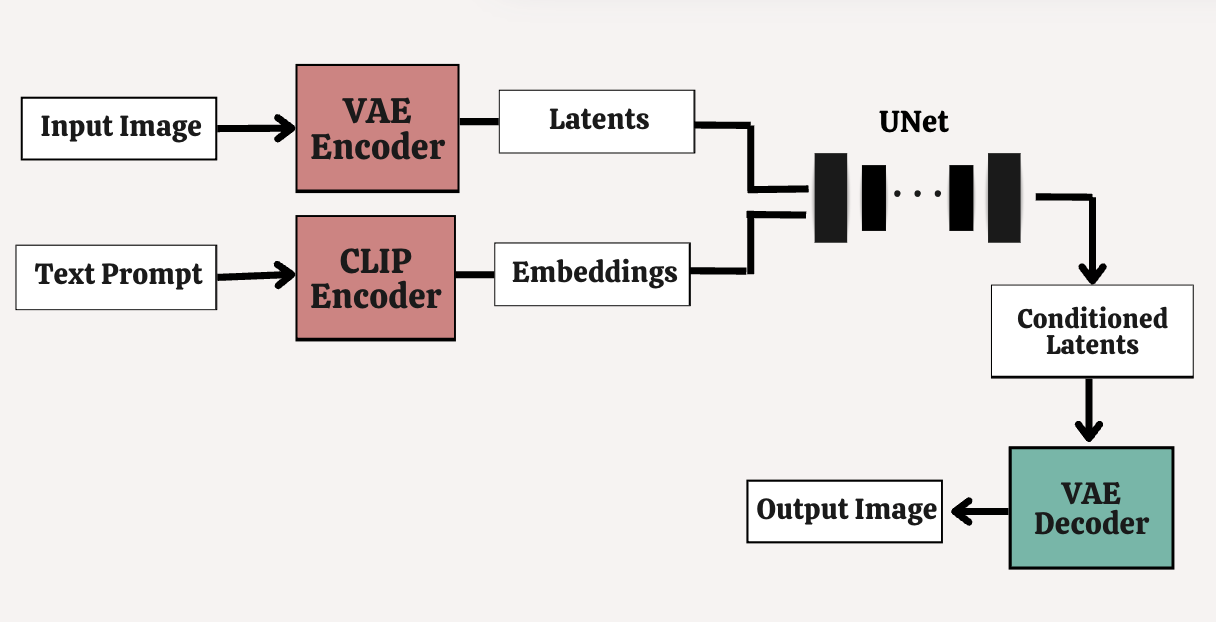 Input Image
VAE
Encoder
Latents
UNet
Text Prompt
CLIP
Encoder
Embeddings
Conditioned
Latents
VAE
Decoder
Output Image